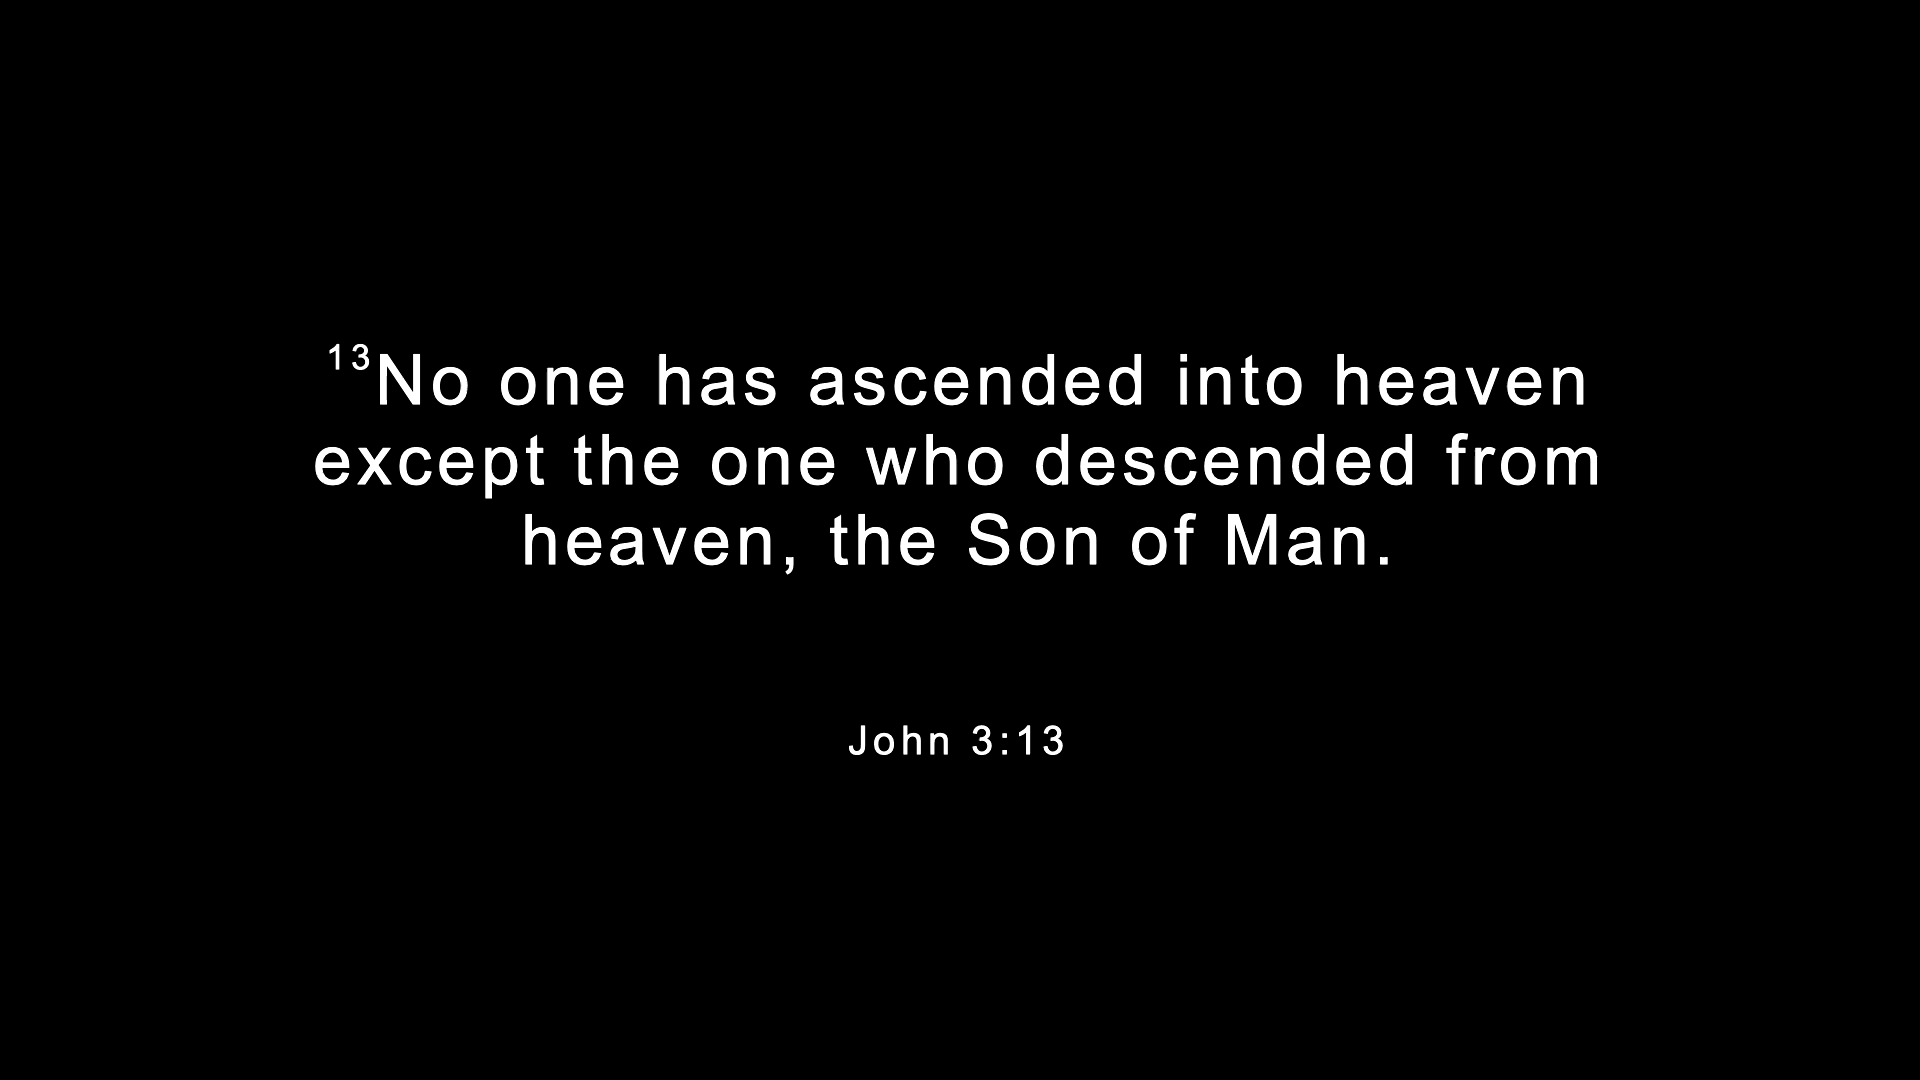 13No one has ascended into heaven
except the one who descended from
heaven, the Son of Man.
John 3:13